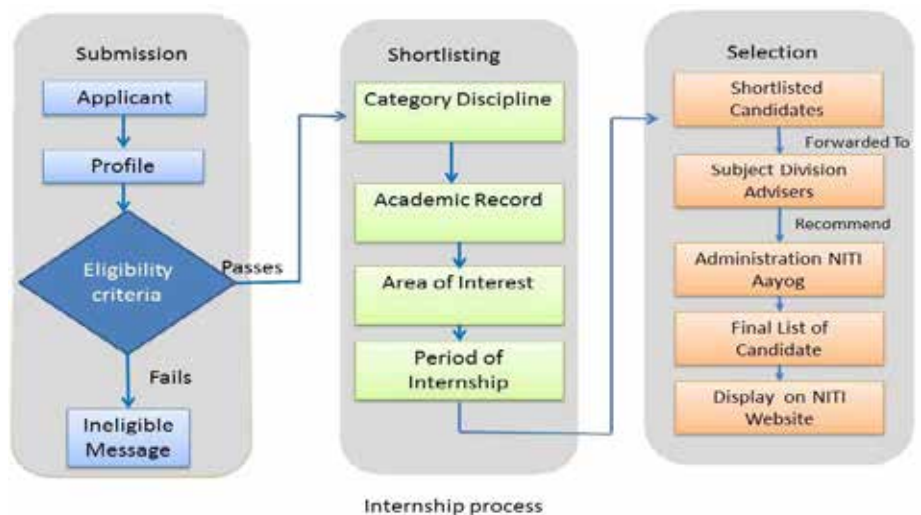 Submission
Applicant
Profile
Eligibility
criteria
Passes
Fails
Ineligible
Message
Shortlisting
Category Discipline
Academic Record
Area of Interest
Period of
Internship
Selection
Shortlisted
Candidates
Forwarded To
Subject Division
Advisers
Recommend
Administration NITI
Aayog
Final List of
Candidate
Display on NITI
Website
Internship process